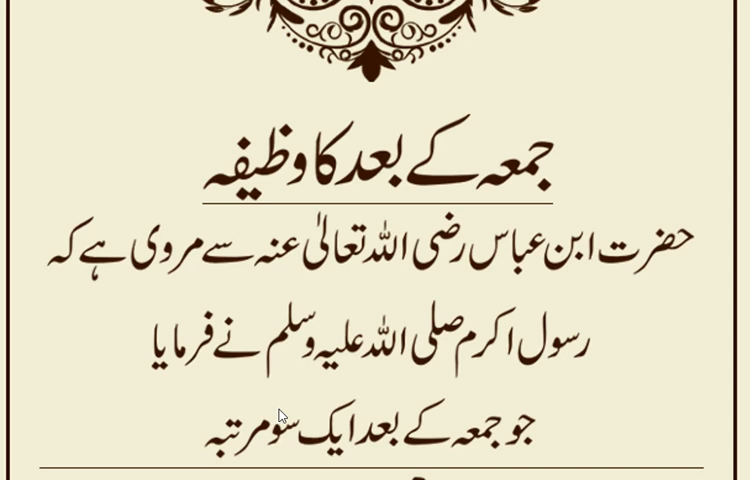 جمعہ کے بعد کا وظیفہ
حضرت ابن عباس رضی اللہ تعالیٰ عنہ سے مروی ہے کہ
رسول اکرم صلی اللہ علیہ وسلم نے فرمایا
جو جمعہ کے بعد ایک سو مرتبہ